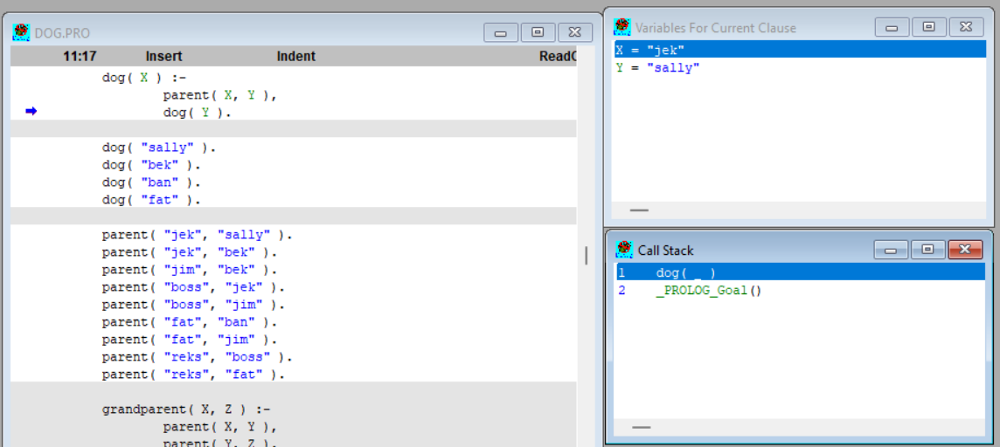 DOG.PRO
11:17 Insert Indent Read
dog( X ) :-
parent( X, Y ),
dog( Y ).
dog( "sally" ).
dog( "bek" ).
dog( "ban" ).
dog( "fat" ).
parent( "jek", "sally" ).
parent( "jek", "bek" ).
parent( "jim", "bek" ).
parent( "boss", "jek" ).
parent( "boss", "jim" ).
parent( "fat", "ban" ).
parent( "fat", "jim" ).
parent( "reks", "boss" ).
parent( "reks", "fat" ).
grandparent( X, Z ) :-
parent( X, Y ),
parent( Y, Z ).
Variables For Current Clause
X = "jek"
Y = "sally"
Call Stack
1 dog( _ )
2 _PROLOG_Goal()